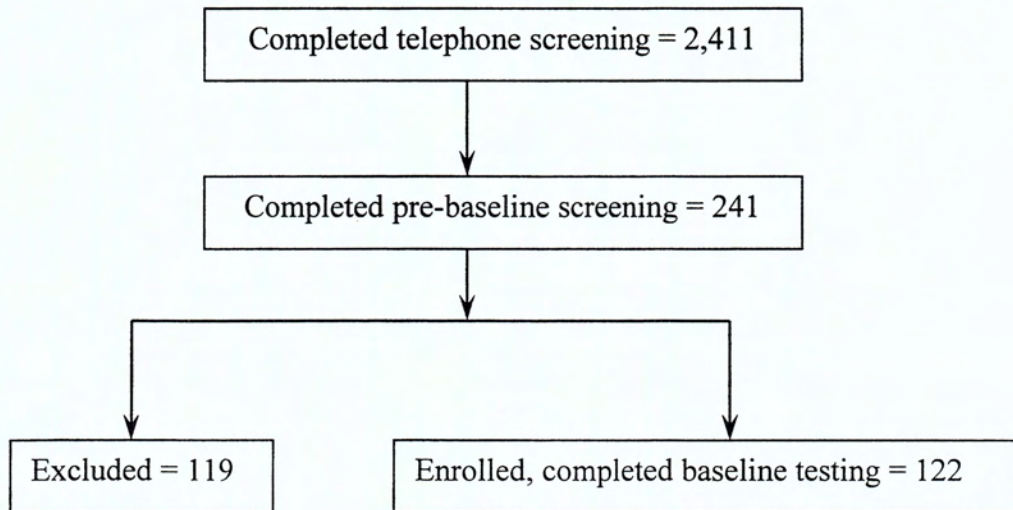 Completed telephone screening = 2,411
Completed pre-baseline screening = 241
Excluded = 119
Enrolled, completed baseline testing = 122